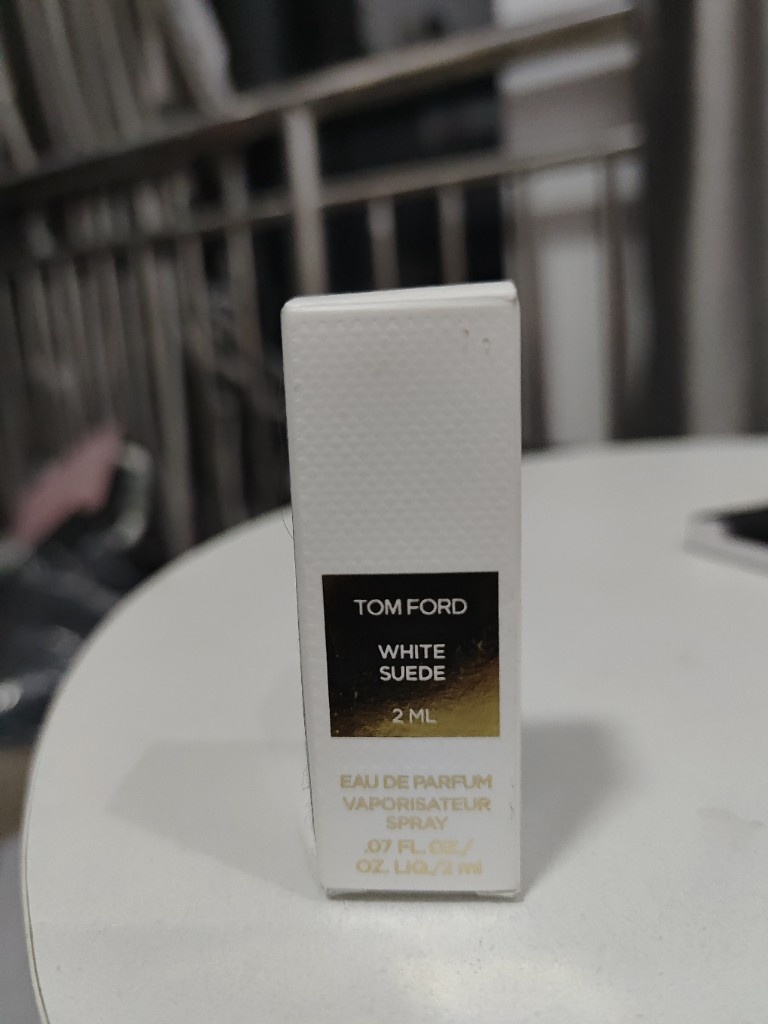 TOM FORD
WHITE
SUEDE
2 ML
EAU DE PARFUM
VAPORISATEUR
SPRAY
.07 FL. OZ./
OZ. LIQ./2 ml